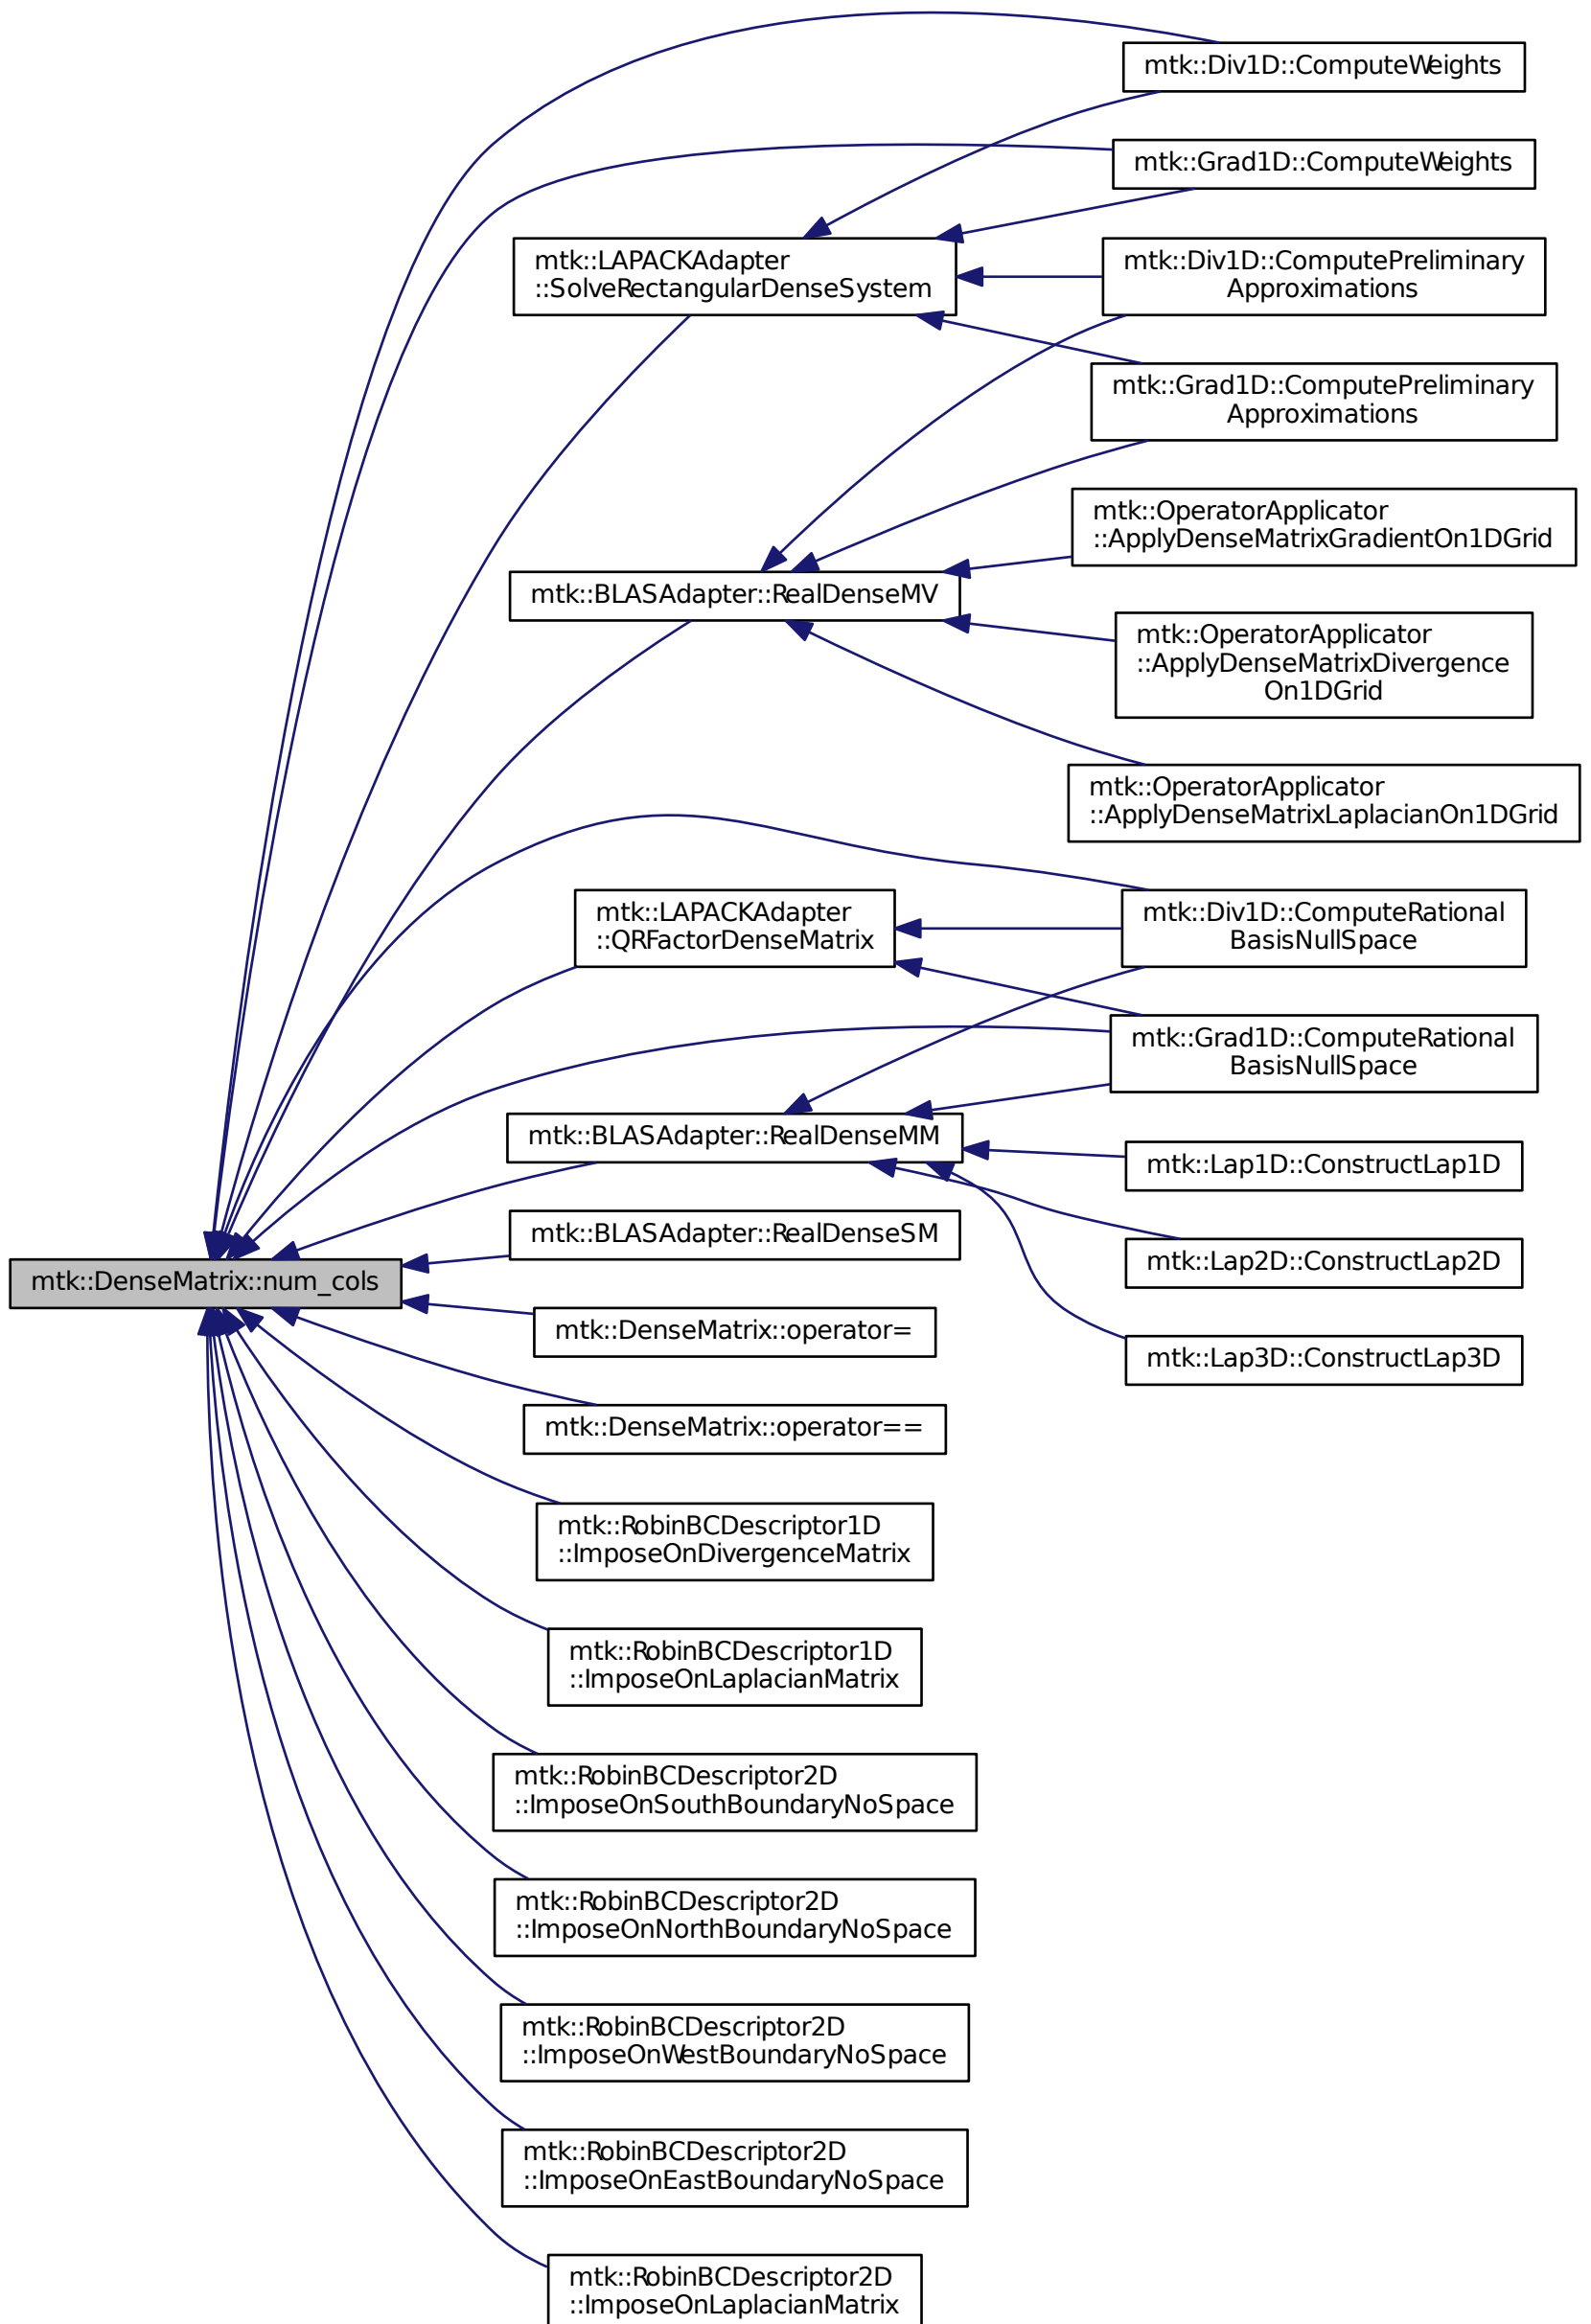 mtk::Div1D::ComputeWeights
mtk::Grad1D::ComputeWeights
mtk::LAPACKAdapter
::SolveRectangularDenseSystem
mtk::Div1D::ComputePreliminary
Approximations
mtk::Grad1D::ComputePreliminary
Approximations
mtk::OperatorApplicator
::ApplyDenseMatrixGradientOn1DGrid
mtk::BLASAdapter::RealDenseMV
mtk::OperatorApplicator
::ApplyDenseMatrixDivergence
On1DGrid
mtk::OperatorApplicator
::ApplyDenseMatrixLaplacianOn1DGrid
mtk::LAPACKAdapter
::QRFactorDenseMatrix
mtk::Div1D::ComputeRational
BasisNullSpace
mtk::Grad1D::ComputeRational
BasisNullSpace
mtk::BLASAdapter::RealDenseMM
mtk::Lap1D::ConstructLap1D
mtk::BLASAdapter::RealDenseSM
mtk::Lap2D::ConstructLap2D
mtk::DenseMatrix::num_cols
mtk::DenseMatrix::operator=
mtk::Lap3D::ConstructLap3D
mtk::DenseMatrix::operator==
mtk::RobinBCDescriptor1D
::ImposeOnDivergenceMatrix
mtk::RobinBCDescriptor1D
::ImposeOnLaplacianMatrix
mtk::RobinBCDescriptor2D
::ImposeOnSouthBoundaryNoSpace
mtk::RobinBCDescriptor2D
::ImposeOnNorthBoundaryNoSpace
mtk::RobinBCDescriptor2D
::ImposeOnWestBoundaryNoSpace
mtk::RobinBCDescriptor2D
::ImposeOnEastBoundaryNoSpace
mtk::RobinBCDescriptor2D
::ImposeOnLaplacianMatrix